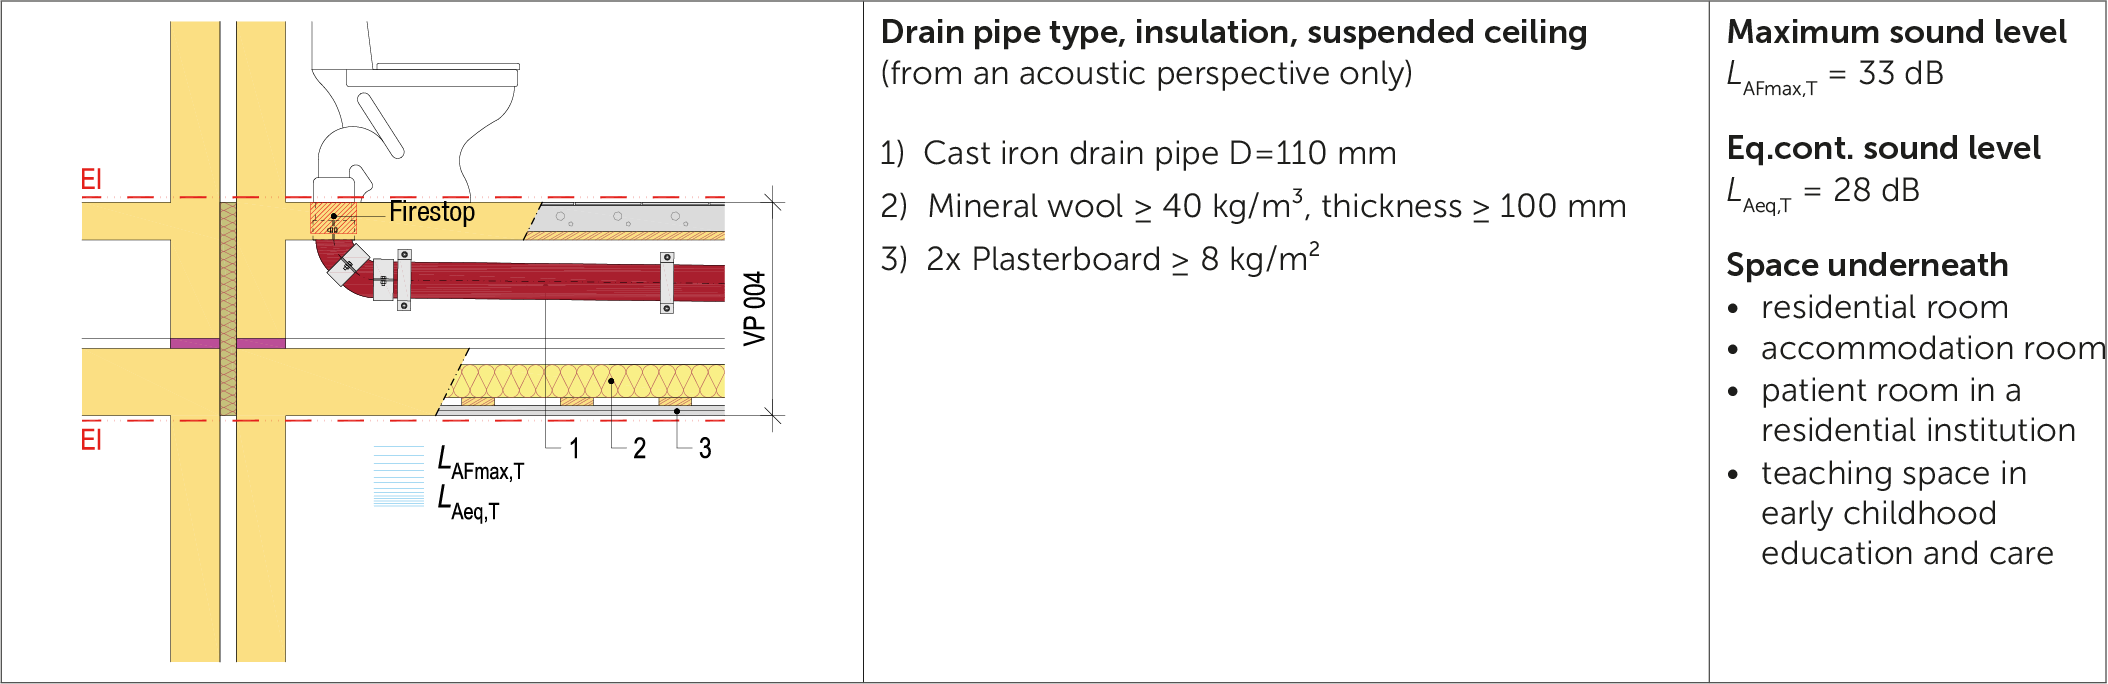 EI
Firestop
VP 004
EI
1
2
3
LAFmax,T
LAeq,T
Drain pipe type, insulation, suspended ceiling
(from an acoustic perspective only)
1) Cast iron drain pipe D=110 mm
2) Mineral wool ≥ 40 kg/m³, thickness ≥ 100 mm
3) 2x Plasterboard ≥ 8 kg/m²
Maximum sound level
LAFmax,T = 33 dB
Eq.cont. sound level
LAeq,T = 28 dB
Space underneath
• residential room
• accommodation room
• patient room in a
residential institution
• teaching space in
early childhood
education and care